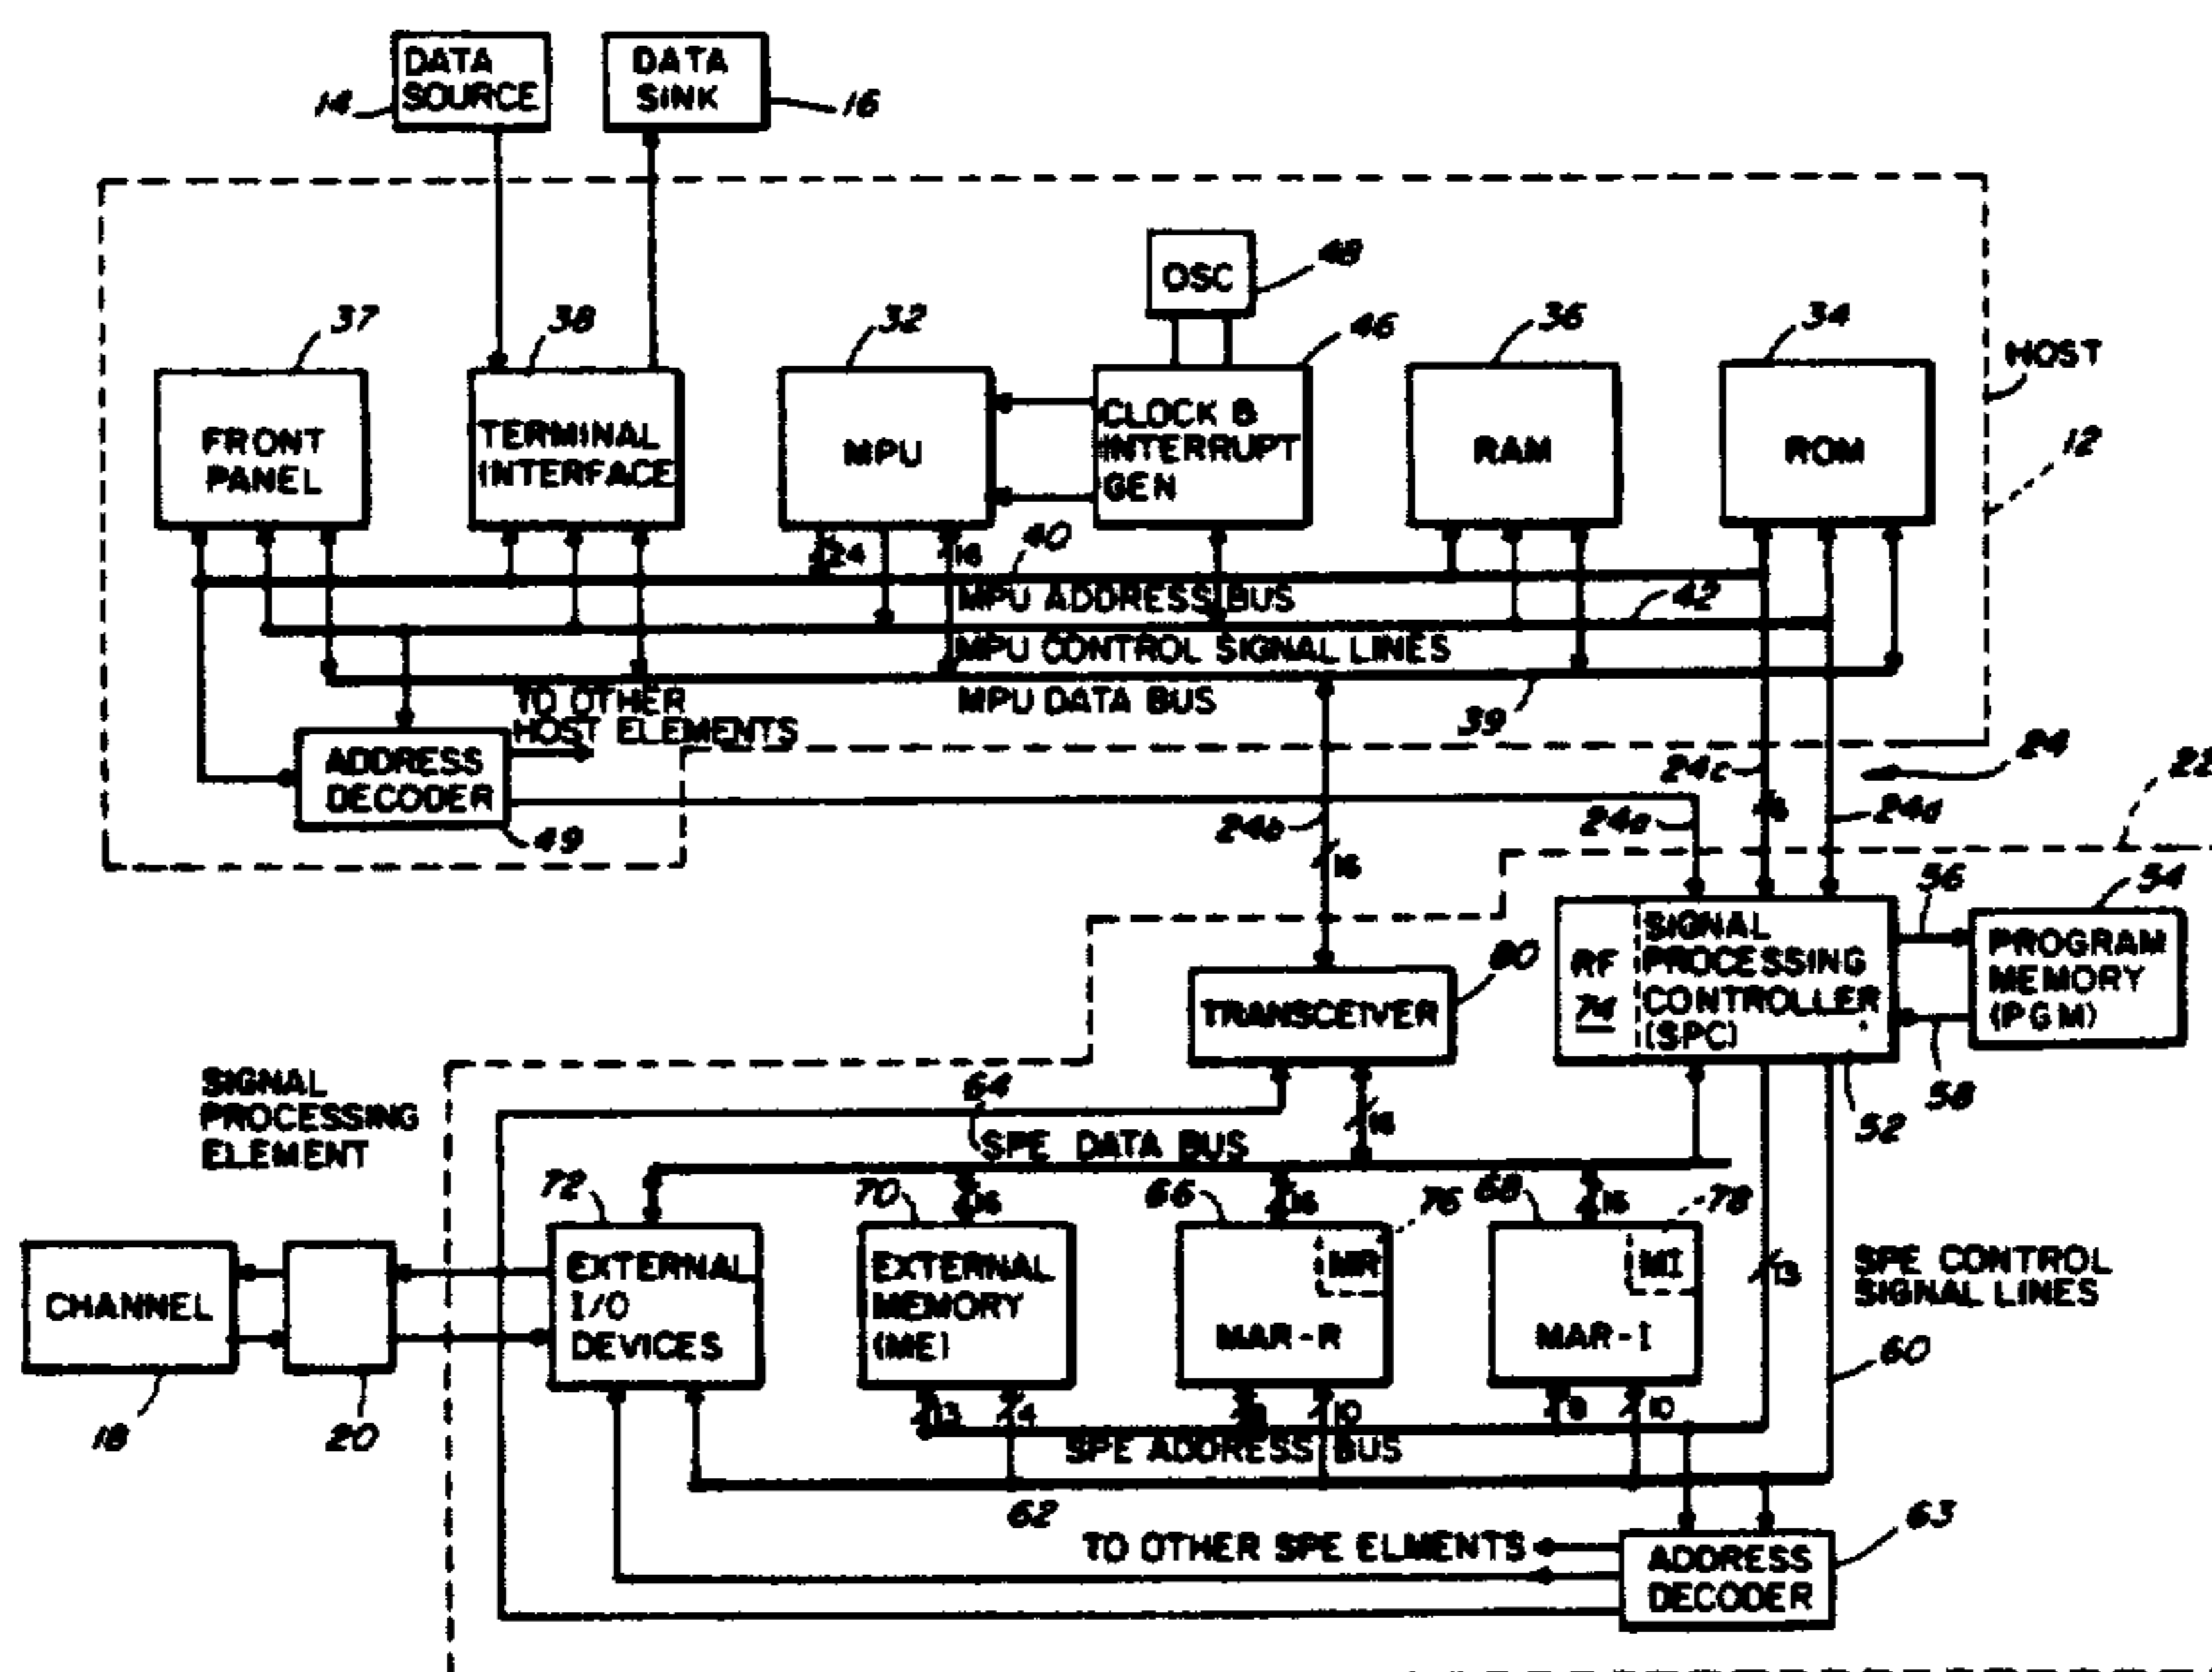 DATA
SOURCE
DATA
SINK
14
16
OSC
48
37
38
32
46
36
34
HOST
FRONT
PANEL
TERMINAL
INTERFACE
MPU
CLOCK &
INTERRUPT
GEN
RAM
ROM
12
24
16
40
MPU ADDRESS BUS
42
MPU CONTROL SIGNAL LINES
TO OTHER
HOST ELEMENTS
MPU DATA BUS
39
ADDRESS
DECODER
49
24c
24
22
24b
24a
24d
16
56
54
RF
74
SIGNAL
PROCESSING
CONTROLLER
(SPC)
PROGRAM
MEMORY
(PGM)
80
TRANSCEIVER
58
52
SIGNAL
PROCESSING
ELEMENT
64
16
SPE DATA BUS
72
70
16
66
16
76
68
16
78
CHANNEL
EXTERNAL
I/O
DEVICES
EXTERNAL
MEMORY
(ME)
MR
MAR-R
MI
MAR-I
13
SPE CONTROL
SIGNAL LINES
60
18
20
13
4
10
8
10
SPE ADDRESS BUS
62
63
TO OTHER SPE ELMENTS
ADDRESS
DECODER